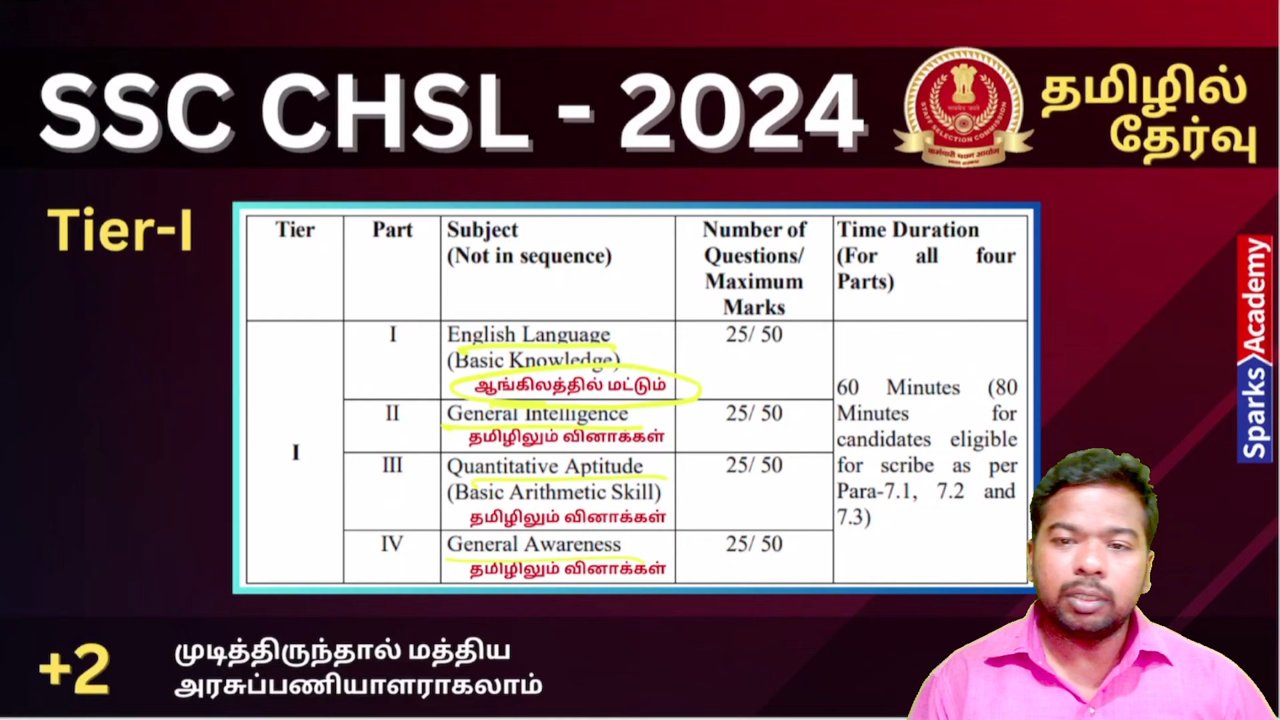 SSC CHSL - 2024
STAFF SELECTION COMMISSION
தமிழில்
தேர்வு
Tier-I
Tier
Part
Subject
(Not in sequence)
Number of
Questions/
Maximum
Marks
Time Duration
(For all four
Parts)
I
I
English Language
(Basic Knowledge)
ஆங்கிலத்தில் மட்டும்
25/ 50
II
General Intelligence
தமிழிலும் வினாக்கள்
25/ 50
III
Quantitative Aptitude
(Basic Arithmetic Skill)
தமிழிலும் வினாக்கள்
25/ 50
IV
General Awareness
தமிழிலும் வினாக்கள்
25/ 50
60 Minutes (80
Minutes for
candidates eligible
for scribe as per
Para-7.1, 7.2 and
7.3)
Sparks Academy
+2
முடித்திருந்தால் மத்திய
அரசுப்பணியாளராகலாம்